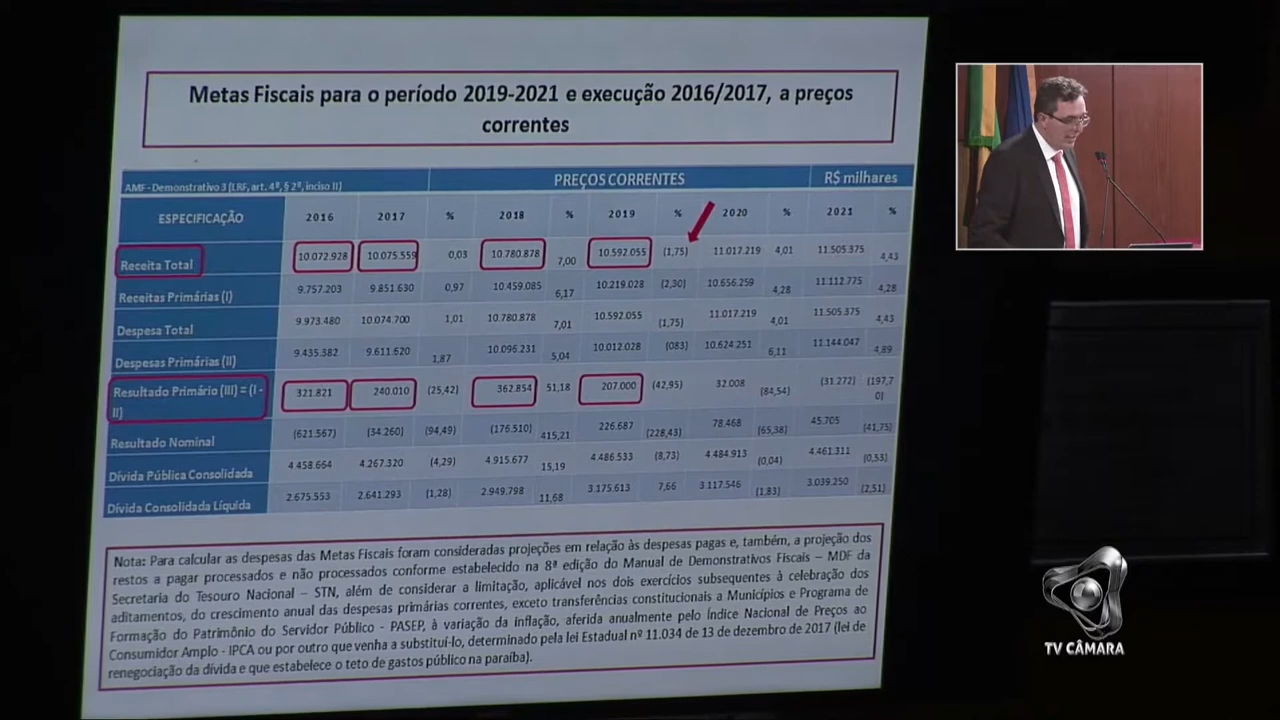 Metas Fiscais para o período 2019-2021 e execução 2016/2017, a preços
correntes
AMF - Demonstrativo 3 (LRF, art. 4º, § 2º, inciso II) PREÇOS CORRENTES R$ milhares
ESPECIFICAÇÃO 2016 2017 % 2018 % 2019 % 2020 % 2021 %
Receita Total 10.072.928 10.075.559 0,03 10.780.878 7,00 10.592.055 (1,75) 11.017.219 4,01 11.505.375 4,43
Receitas Primárias (I) 9.757.203 9.851.630 0,97 10.459.085 6,17 10.219.028 (2,30) 10.656.259 4,28 11.112.775 4,28
Despesa Total 9.973.480 10.074.700 1,01 10.780.878 7,01 10.592.055 (1,75) 11.017.219 4,01 11.505.375 4,43
Despesas Primárias (II) 9.435.382 9.611.620 1,87 10.096.231 5,04 10.012.028 (083) 10.624.251 6,11 11.144.047 4,89
Resultado Primário (III) = (I - 321.821 240.010 (25,42) 362.854 51,18 207.000 (42,95) 32.008 (84,54) (31.272) (197,7
II) 0)
Resultado Nominal (621.567) (34.260) (94,49) (176.510) 415,21 226.687 (228,43) 78.468 (65,38) 45.705 (41,75)
Dívida Pública Consolidada 4.458.664 4.267.320 (4,29) 4.915.677 15,19 4.486.533 (8,73) 4.484.913 (0,04) 4.461.311 (0,53)
Dívida Consolidada Líquida 2.675.553 2.641.293 (1,28) 2.949.798 11,68 3.175.613 7,66 3.117.546 (1,83) 3.039.250 (2,51)
Nota: Para calcular as despesas das Metas Fiscais foram consideradas projeções em relação às despesas pagas e, também, a projeção dos
restos a pagar processados e não processados conforme estabelecido na 8ª edição do Manual de Demonstrativos Fiscais – MDF da
Secretaria do Tesouro Nacional – STN, além de considerar a limitação, aplicável nos dois exercícios subsequentes à celebração dos
aditamentos, do crescimento anual das despesas primárias correntes, exceto transferências constitucionais a Municípios e Programa de
Formação do Patrimônio do Servidor Público - PASEP, à variação da inflação, aferida anualmente pelo Índice Nacional de Preços ao
Consumidor Amplo - IPCA ou por outro que venha a substituí-lo, determinado pela lei Estadual nº 11.034 de 13 de dezembro de 2017 (lei de
renegociação da dívida e que estabelece o teto de gastos público na paraíba).
TV CÂMARA